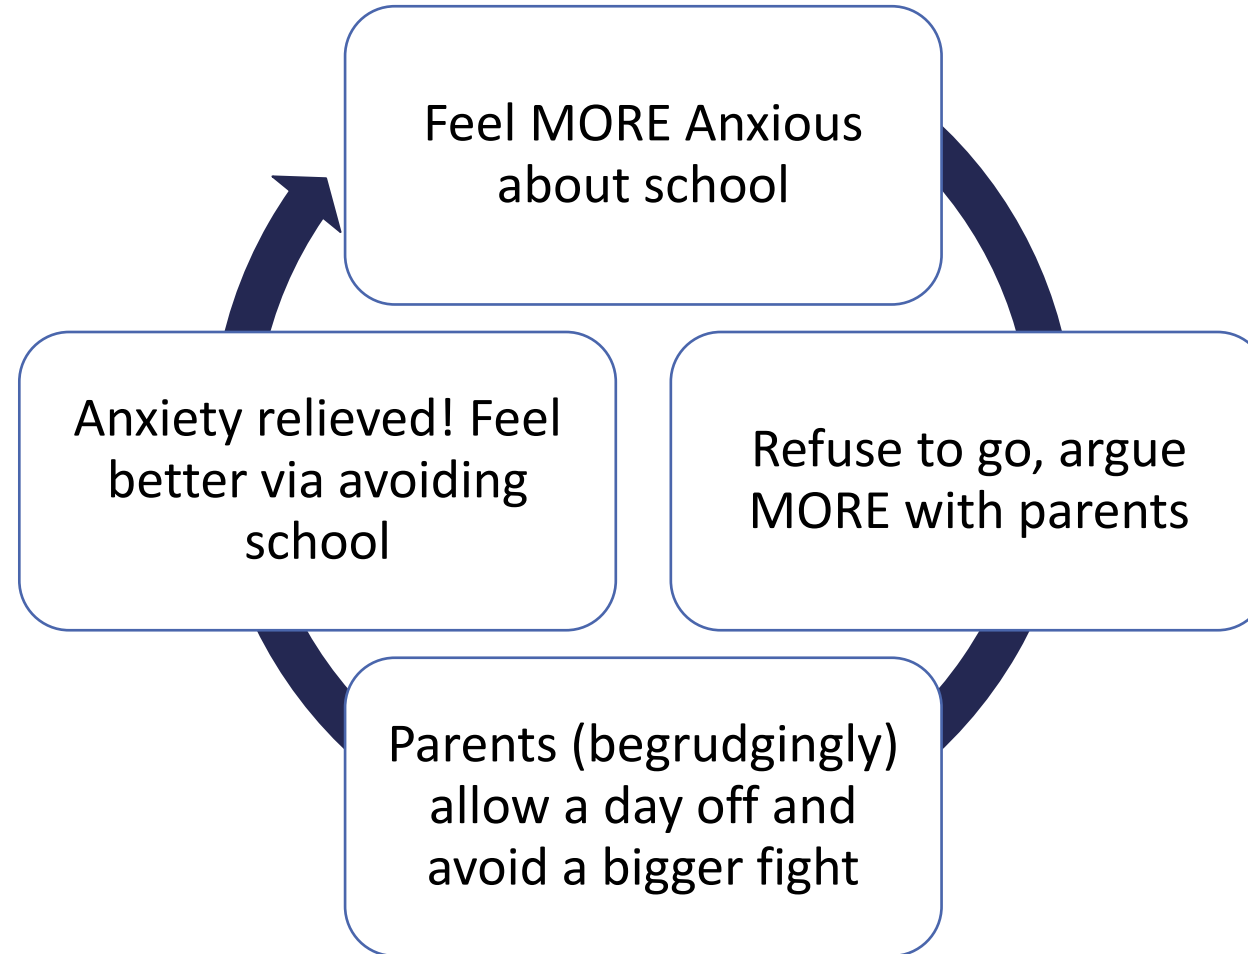 Feel MORE Anxious
about school
Refuse to go, argue
MORE with parents
Parents (begrudgingly)
allow a day off and
avoid a bigger fight
Anxiety relieved! Feel
better via avoiding
school